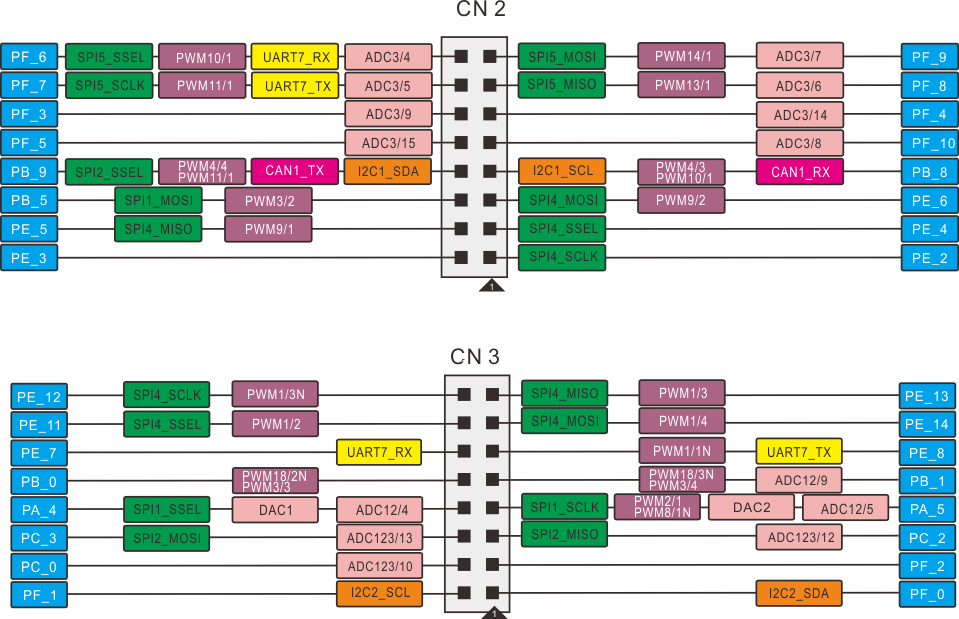 CN 2
PF_6 SPI5_SSEL PWM10/1 UART7_RX ADC3/4 SPI5_MOSI PWM14/1 ADC3/7 PF_9
PF_7 SPI5_SCLK PWM11/1 UART7_TX ADC3/5 SPI5_MISO PWM13/1 ADC3/6 PF_8
PF_3 ADC3/9 ADC3/14 PF_4
PF_5 ADC3/15 ADC3/8 PF_10
PB_9 SPI2_SSEL PWM4/4 PWM11/1 CAN1_TX I2C1_SDA I2C1_SCL PWM4/3 PWM10/1 CAN1_RX PB_8
PB_5 SPI1_MOSI PWM3/2 SPI4_MOSI PWM9/2 PE_6
PE_5 SPI4_MISO PWM9/1 SPI4_SSEL PE_4
PE_3 SPI4_SCLK PE_2
1
CN 3
PE_12 SPI4_SCLK PWM1/3N SPI4_MISO PWM1/3 PE_13
PE_11 SPI4_SSEL PWM1/2 SPI4_MOSI PWM1/4 PE_14
PE_7 UART7_RX PWM1/1N UART7_TX PE_8
PB_0 PWM18/2N PWM3/3 PWM18/3N PWM3/4 ADC12/9 PB_1
PA_4 SPI1_SSEL DAC1 ADC12/4 SPI1_SCLK PWM2/1 PWM8/1N DAC2 ADC12/5 PA_5
PC_3 SPI2_MOSI ADC123/13 SPI2_MISO ADC123/12 PC_2
PC_0 ADC123/10 PF_2
PF_1 I2C2_SCL I2C2_SDA PF_0
1